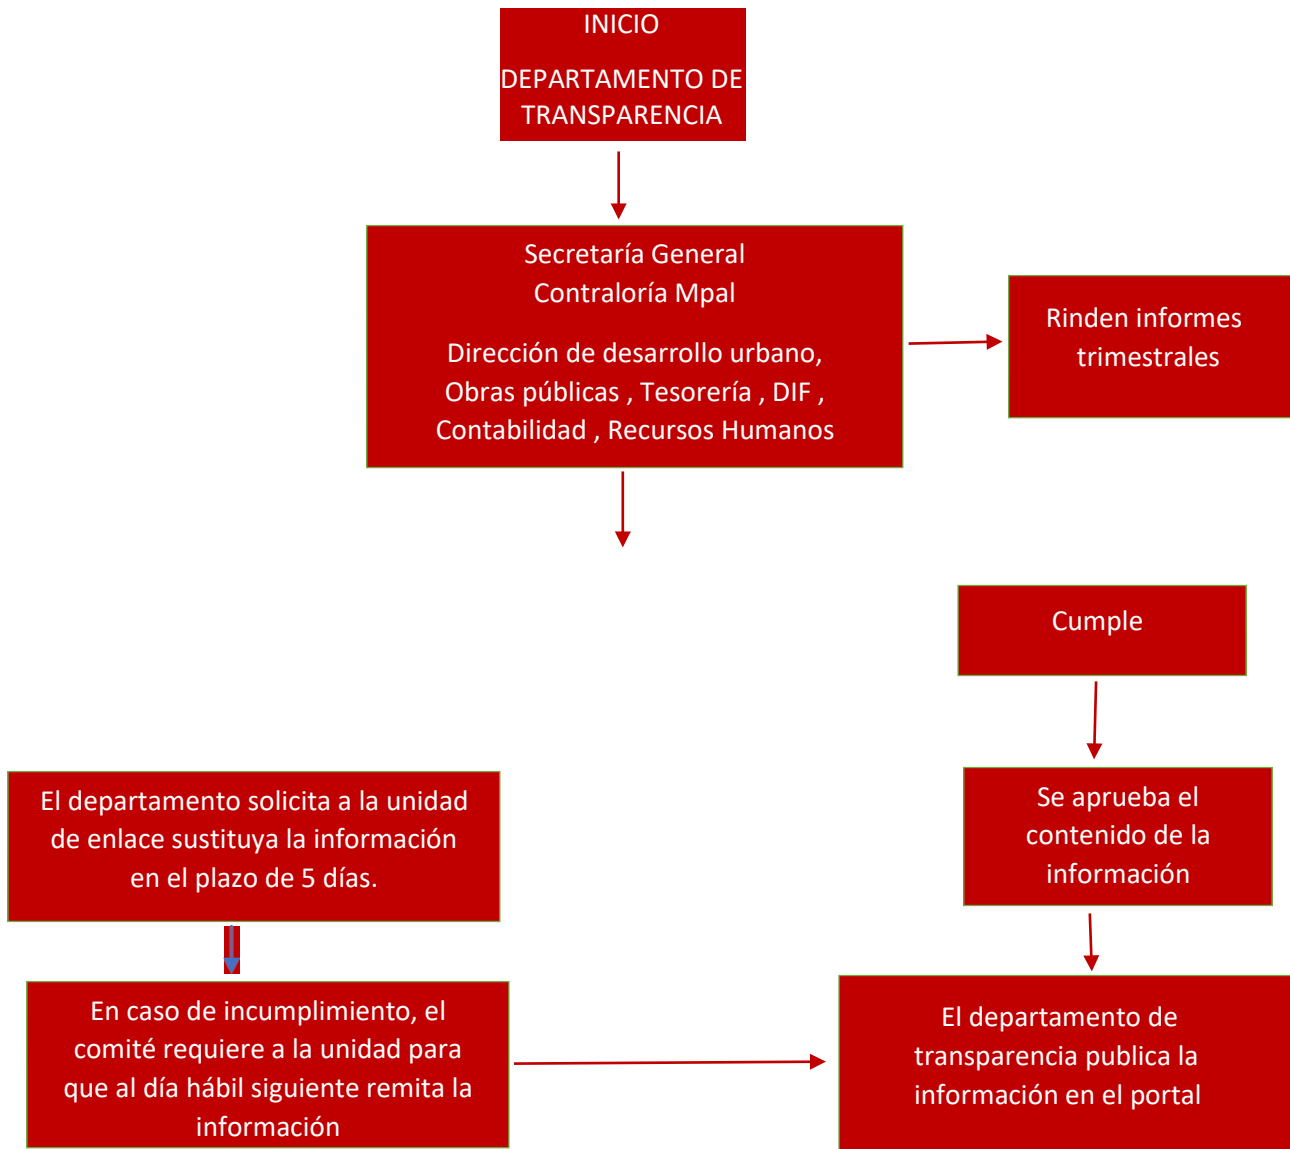 INICIO
DEPARTAMENTO DE
TRANSPARENCIA
Secretaría General
Contraloría Mpal
Dirección de desarrollo urbano,
Obras públicas , Tesorería , DIF ,
Contabilidad , Recursos Humanos
Rinden informes
trimestrales
Cumple
Se aprueba el
contenido de la
información
El departamento solicita a la unidad
de enlace sustituya la información
en el plazo de 5 días.
En caso de incumplimiento, el
comité requiere a la unidad para
que al día hábil siguiente remita la
información
El departamento de
transparencia publica la
información en el portal